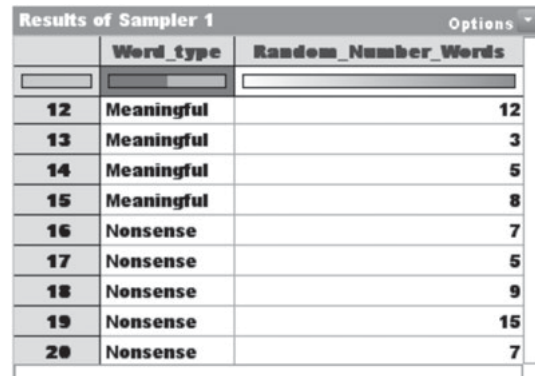 Results of Sampler 1 Options
Word_type Random_Number_Words
12 Meaningful 12
13 Meaningful 3
14 Meaningful 5
15 Meaningful 8
16 Nonsense 7
17 Nonsense 5
18 Nonsense 9
19 Nonsense 15
20 Nonsense 7